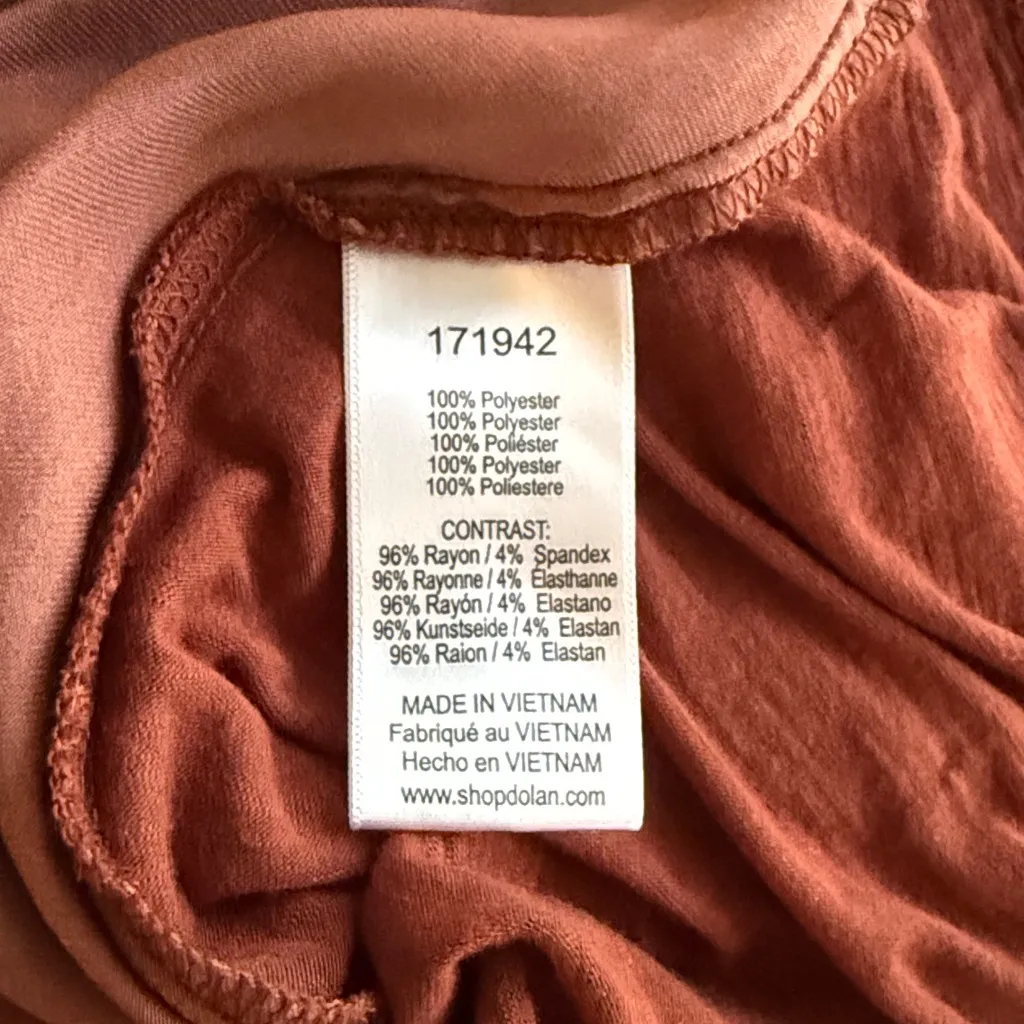 171942
100% Polyester
100% Polyester
100% Poliéster
100% Polyester
100% Poliestere
CONTRAST:
96% Rayon / 4% Spandex
96% Rayonne / 4% Élasthanne
96% Rayón / 4% Elastano
96% Kunstseide / 4% Elastan
96% Raion / 4% Elastan
MADE IN VIETNAM
Fabriqué au VIETNAM
Hecho en VIETNAM
www.shopdolan.com